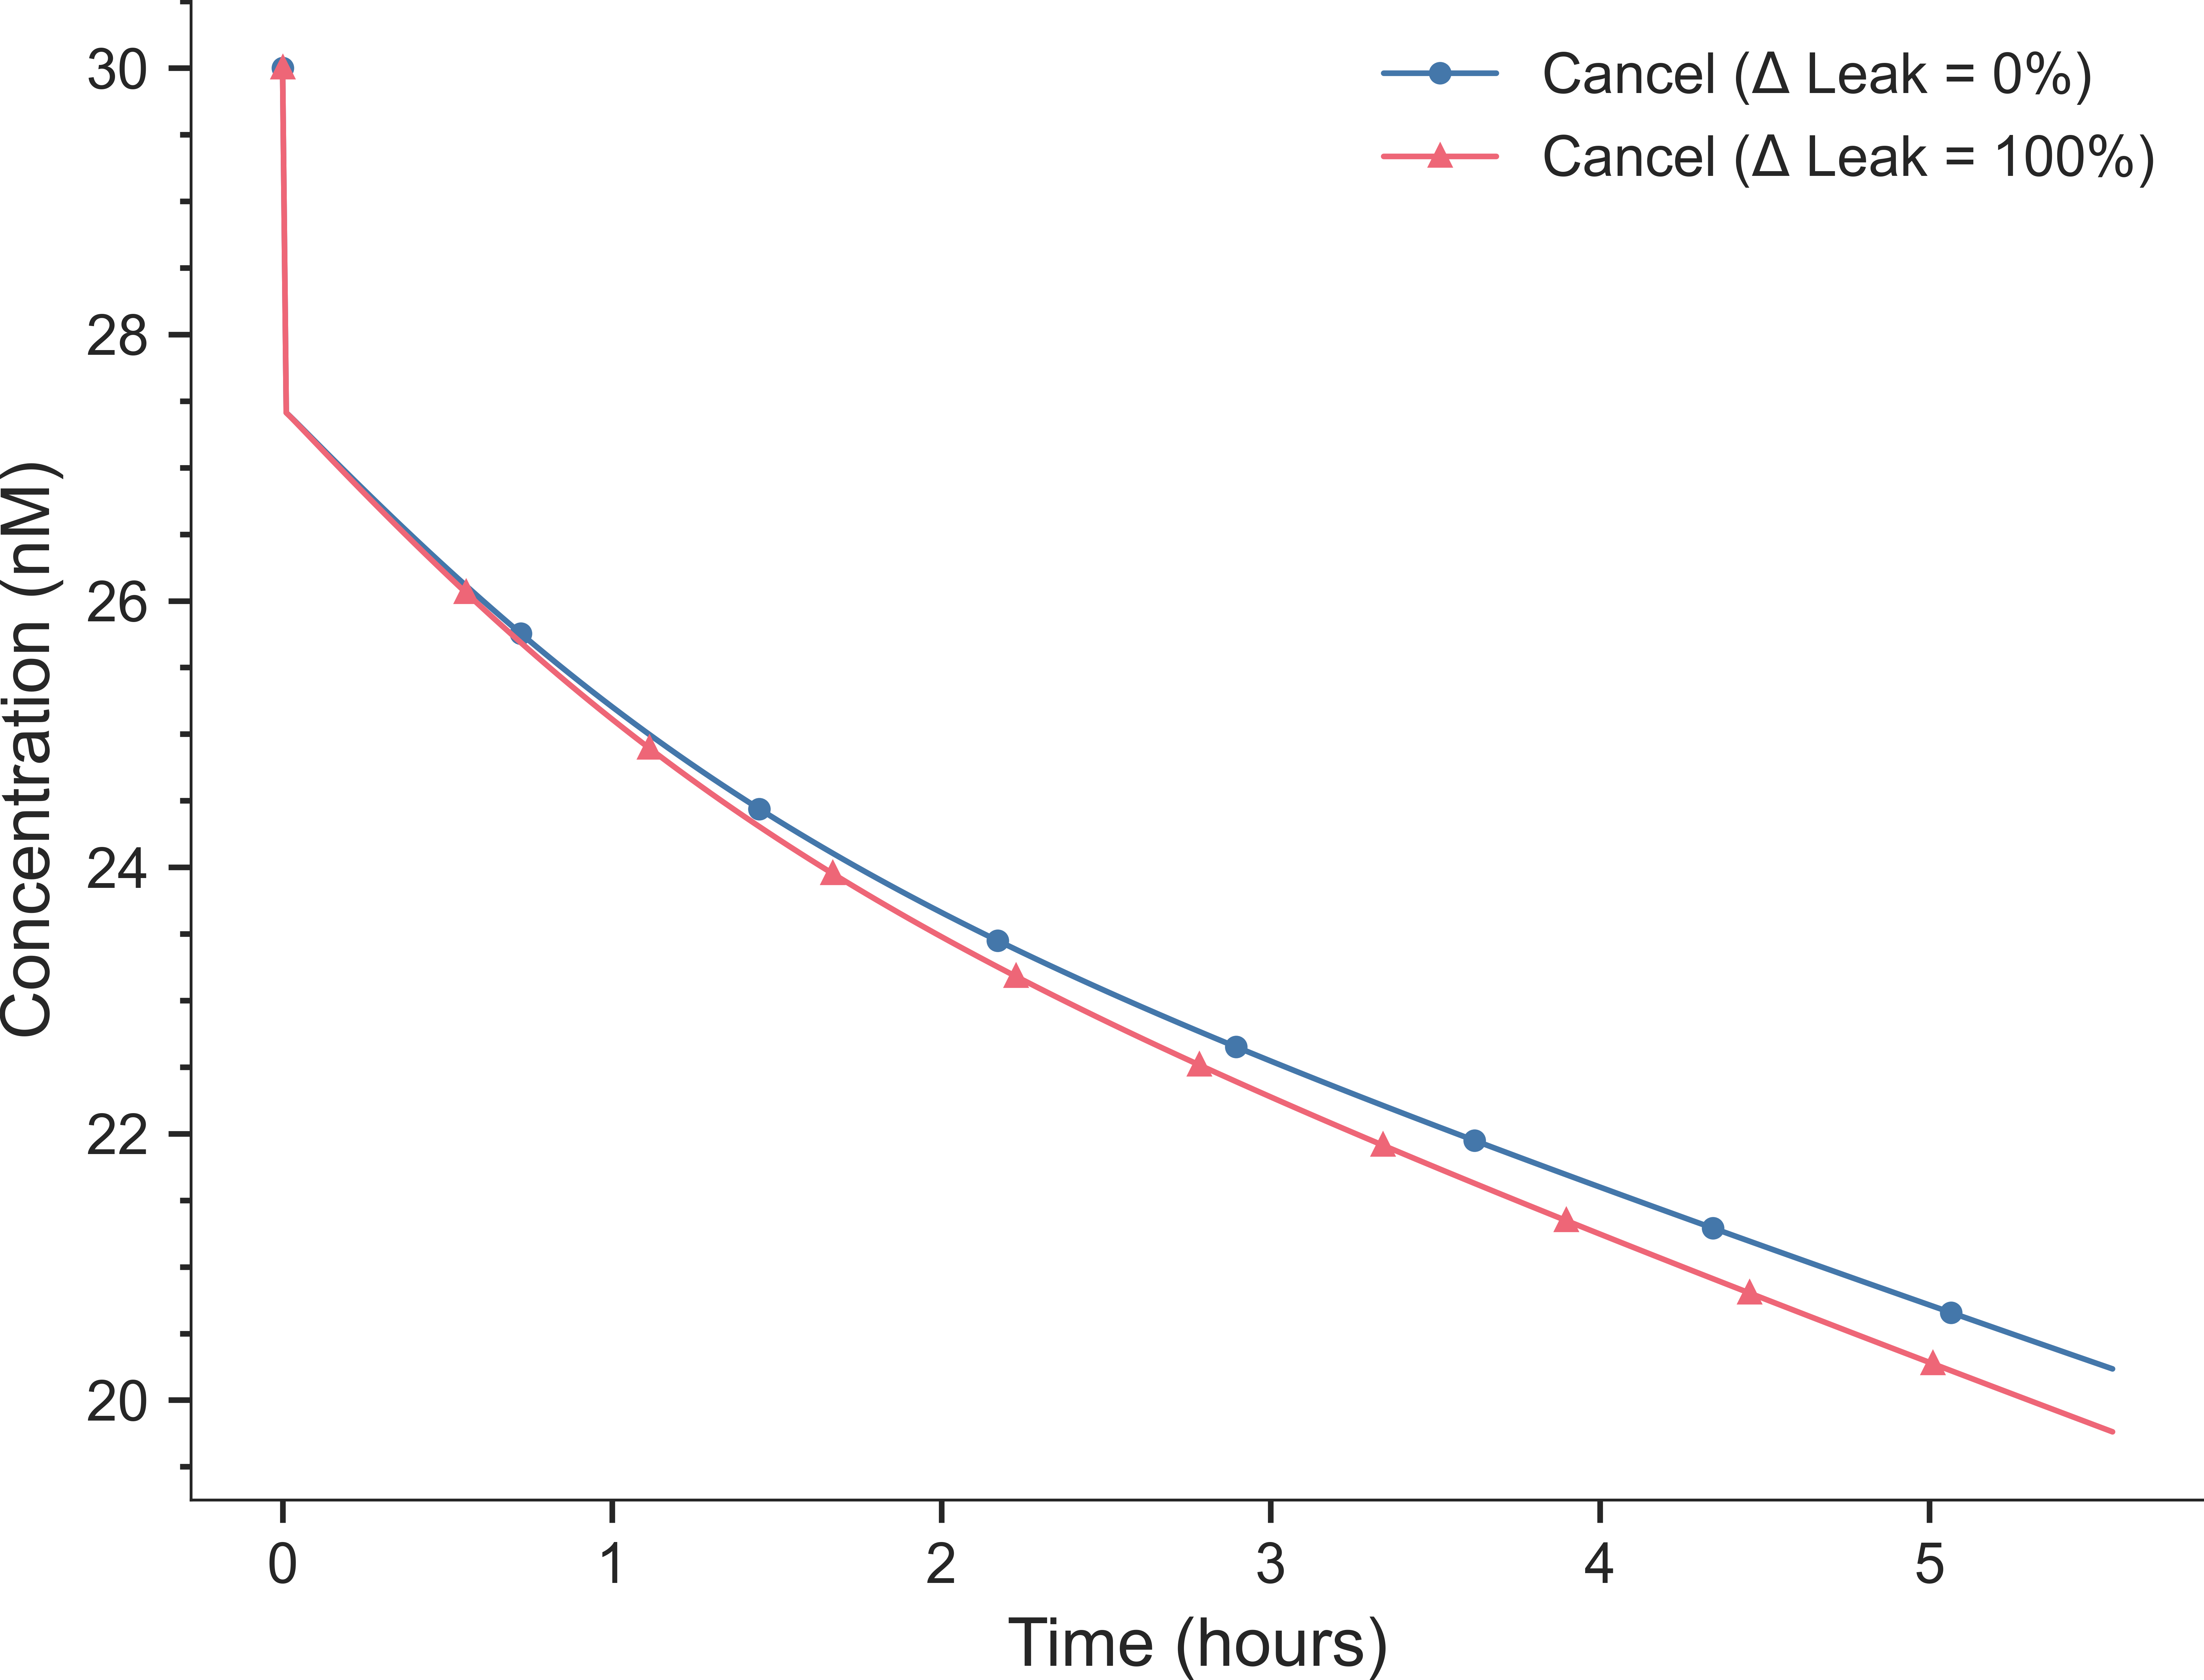 Cancel (Δ Leak = 0%)
Cancel (Δ Leak = 100%)
Concentration (nM)
30
28
26
24
22
20
0 1 2 3 4 5
Time (hours)